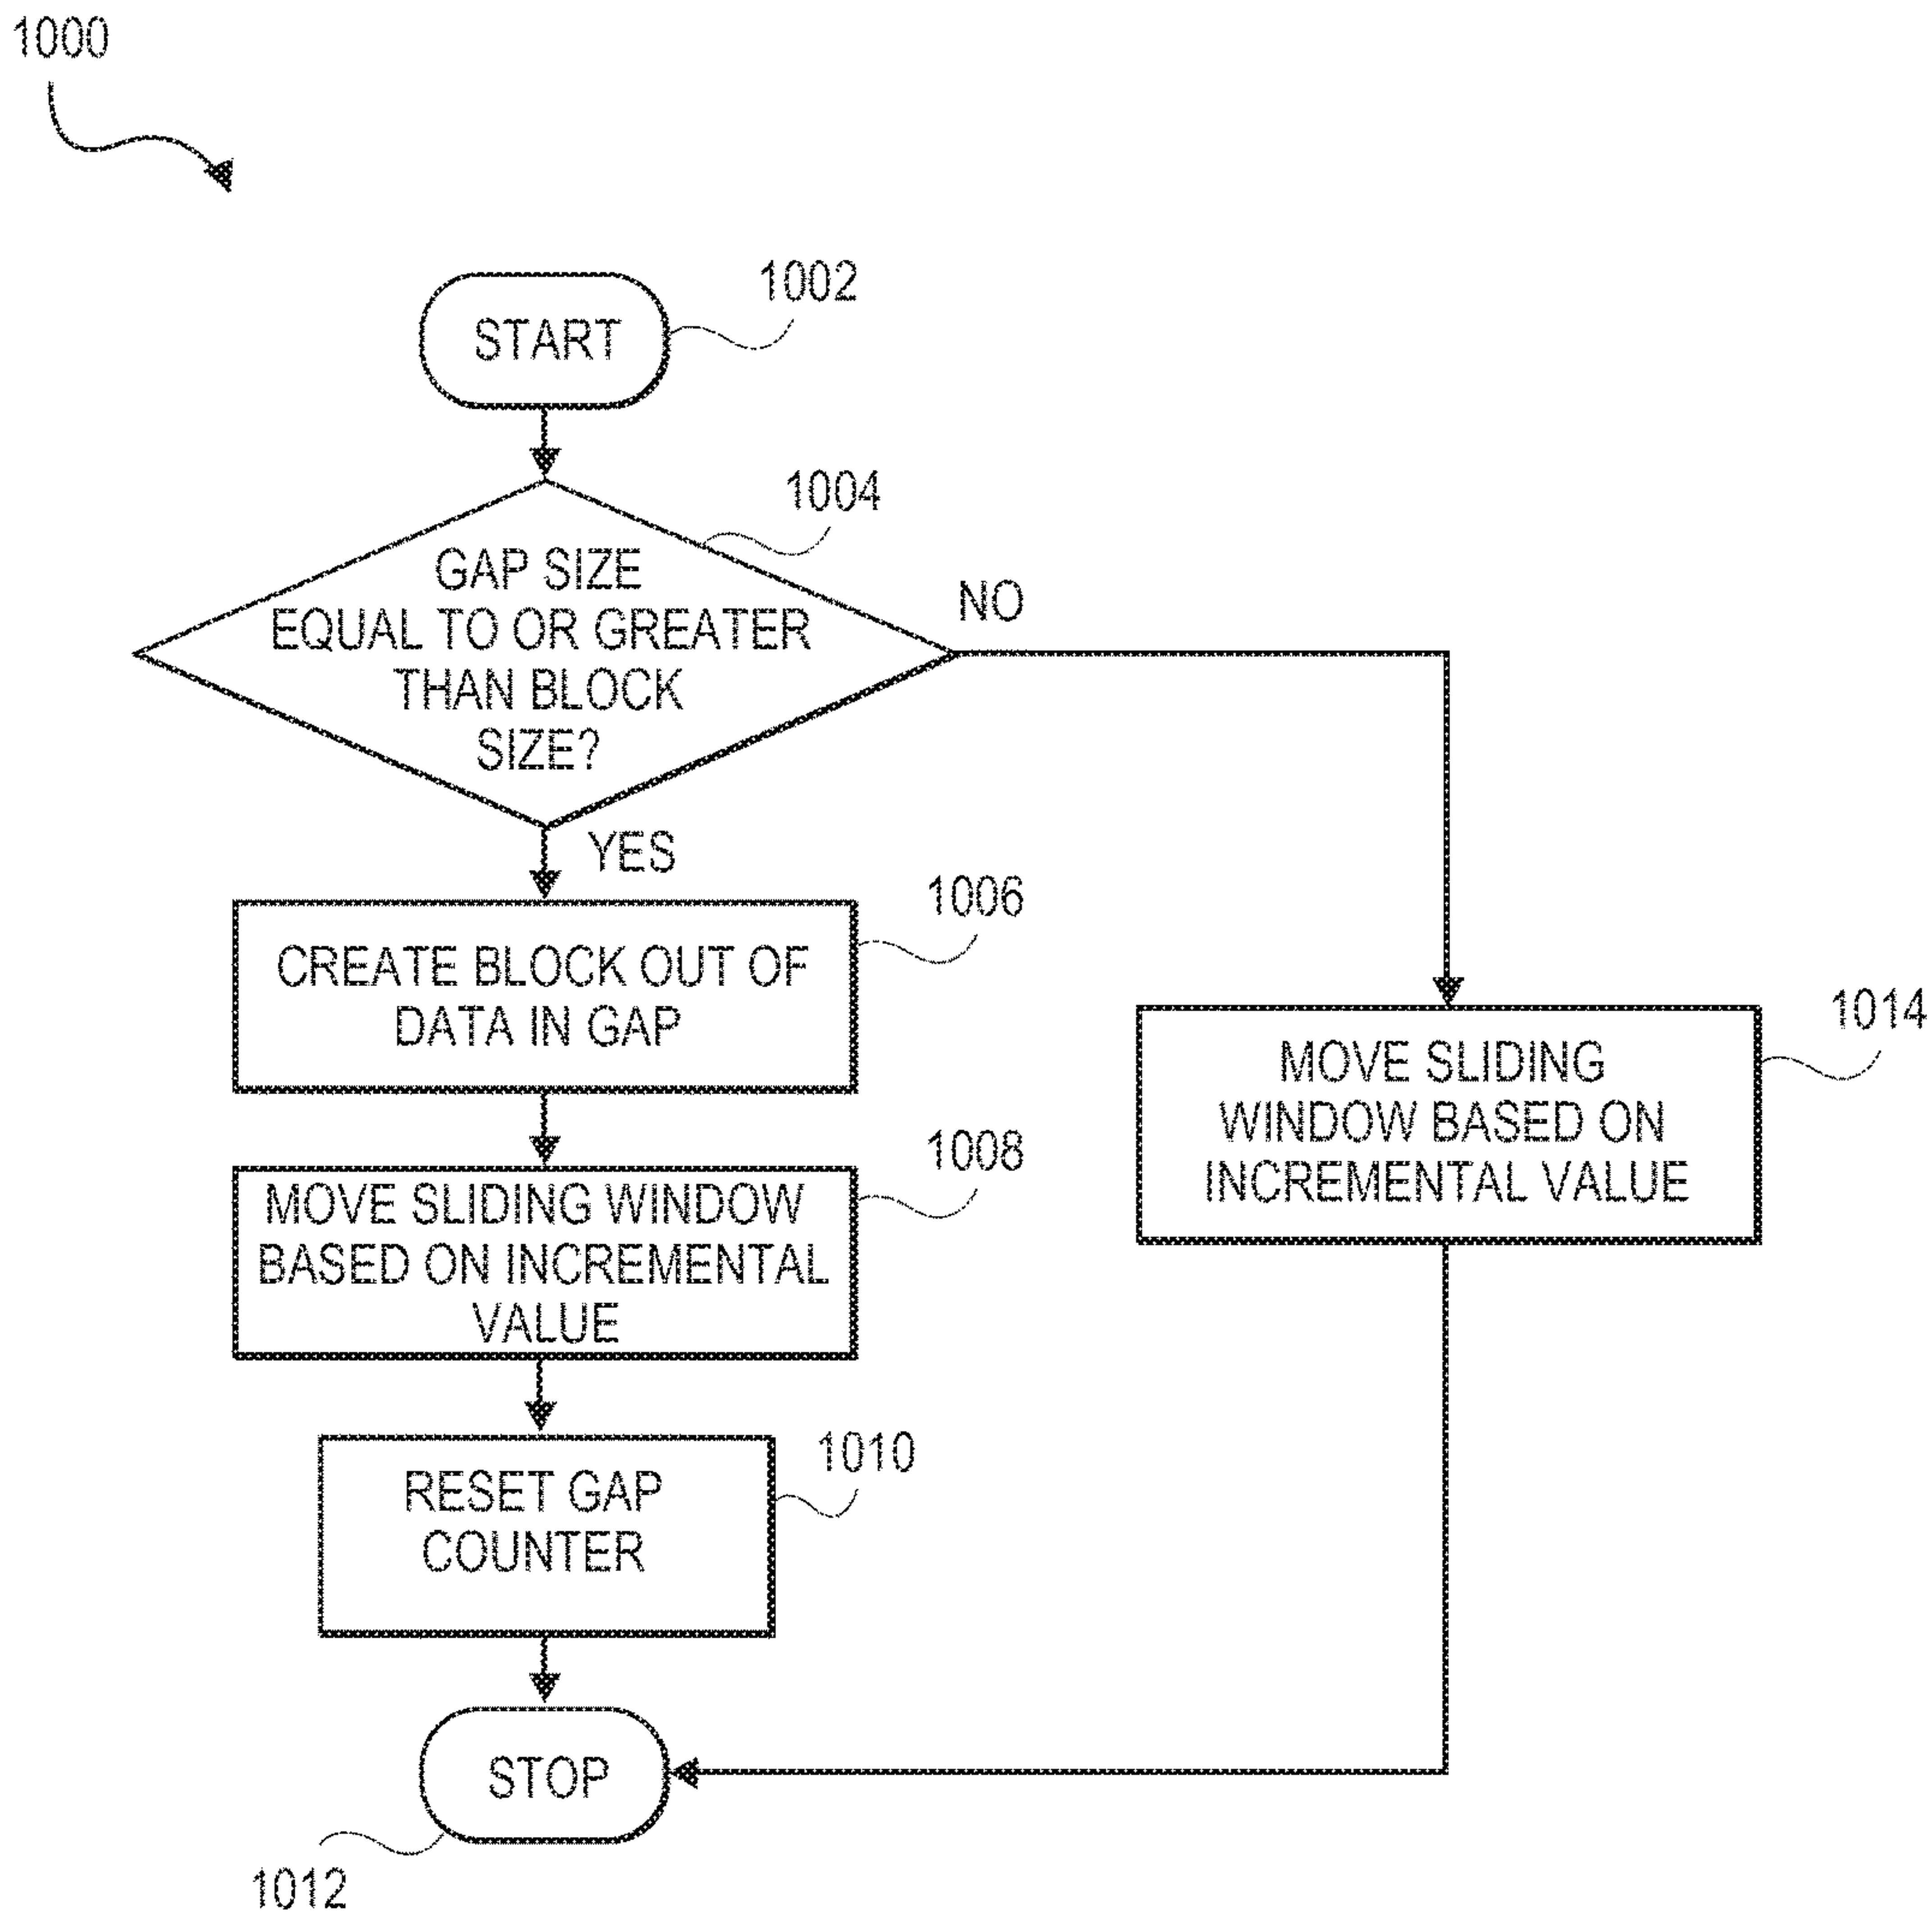 1000
1002
START
1004
GAP SIZE
EQUAL TO OR GREATER
THAN BLOCK
SIZE?
NO
YES
1006
CREATE BLOCK OUT OF
DATA IN GAP
1014
MOVE SLIDING
WINDOW BASED ON
INCREMENTAL VALUE
1008
MOVE SLIDING WINDOW
BASED ON INCREMENTAL
VALUE
1010
RESET GAP
COUNTER
STOP
1012